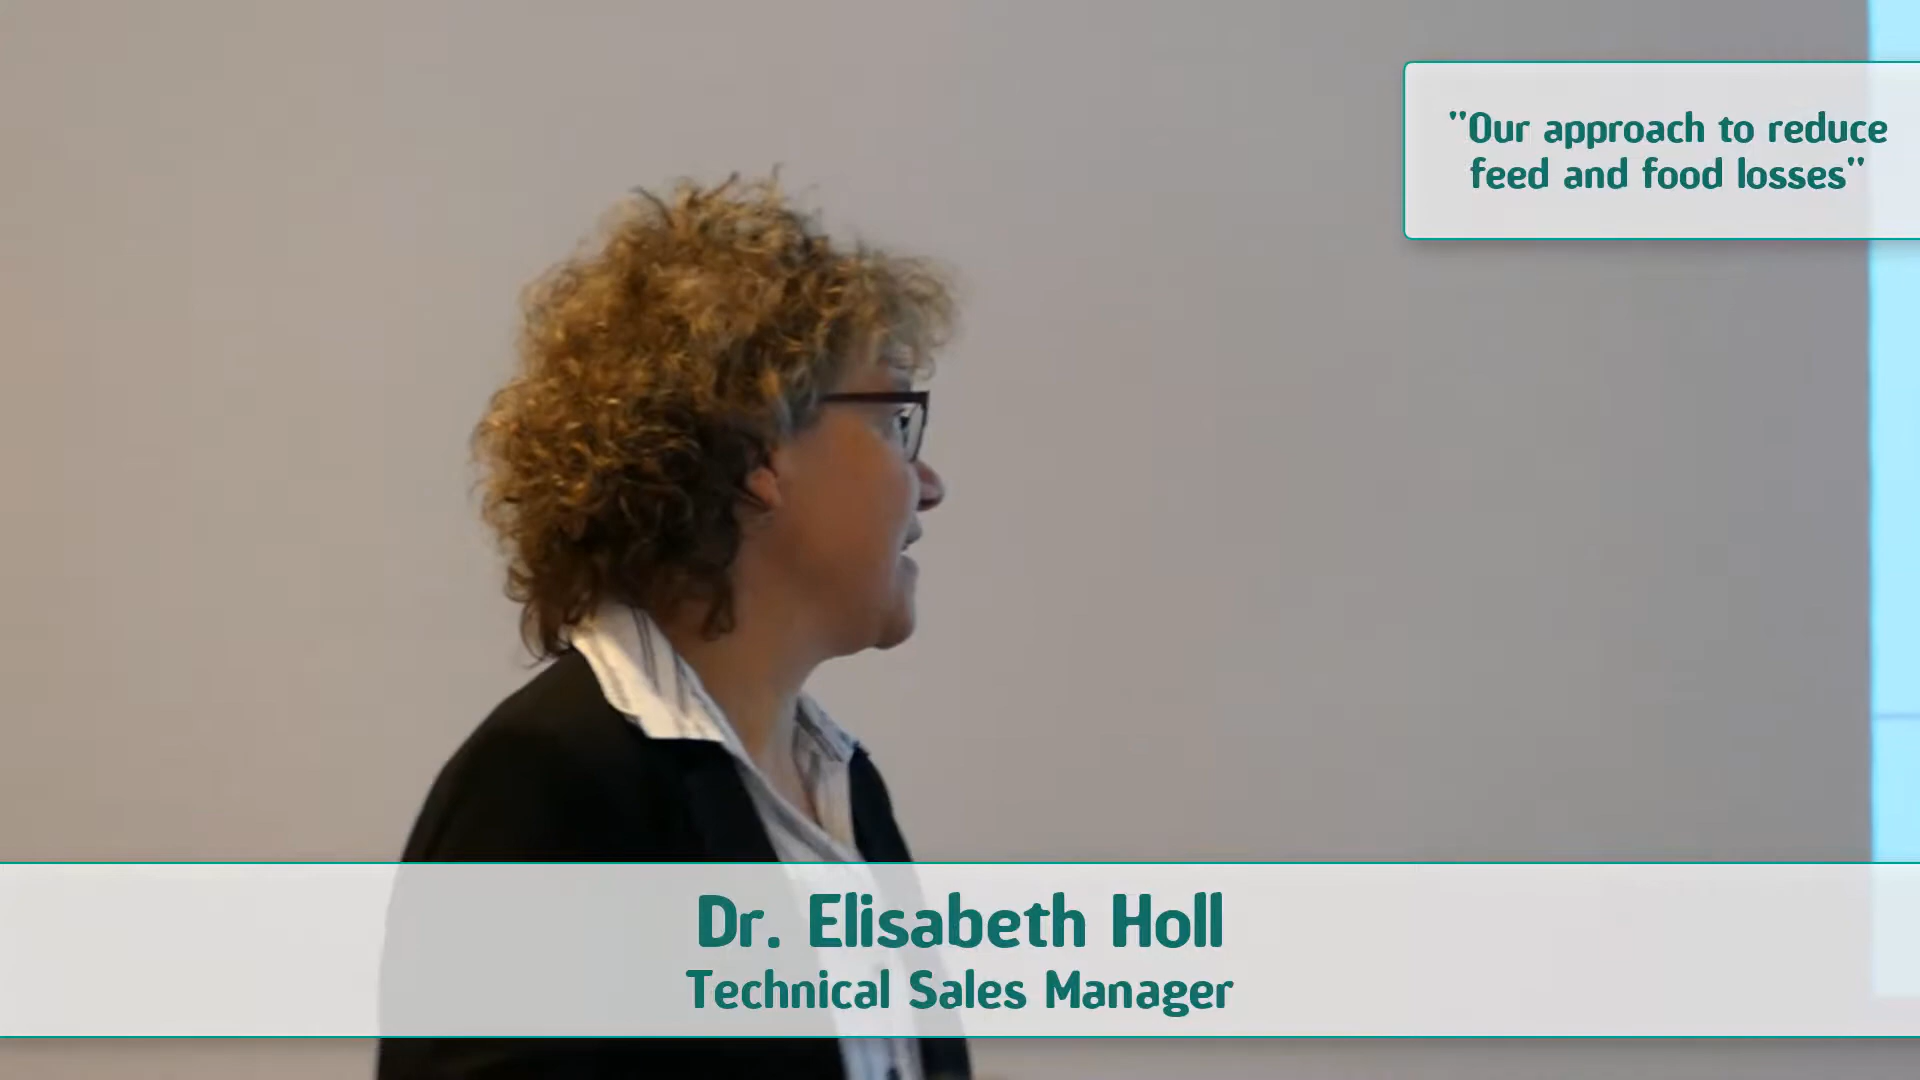 "Our approach to reduce
feed and food losses"
Dr. Elisabeth Holl
Technical Sales Manager